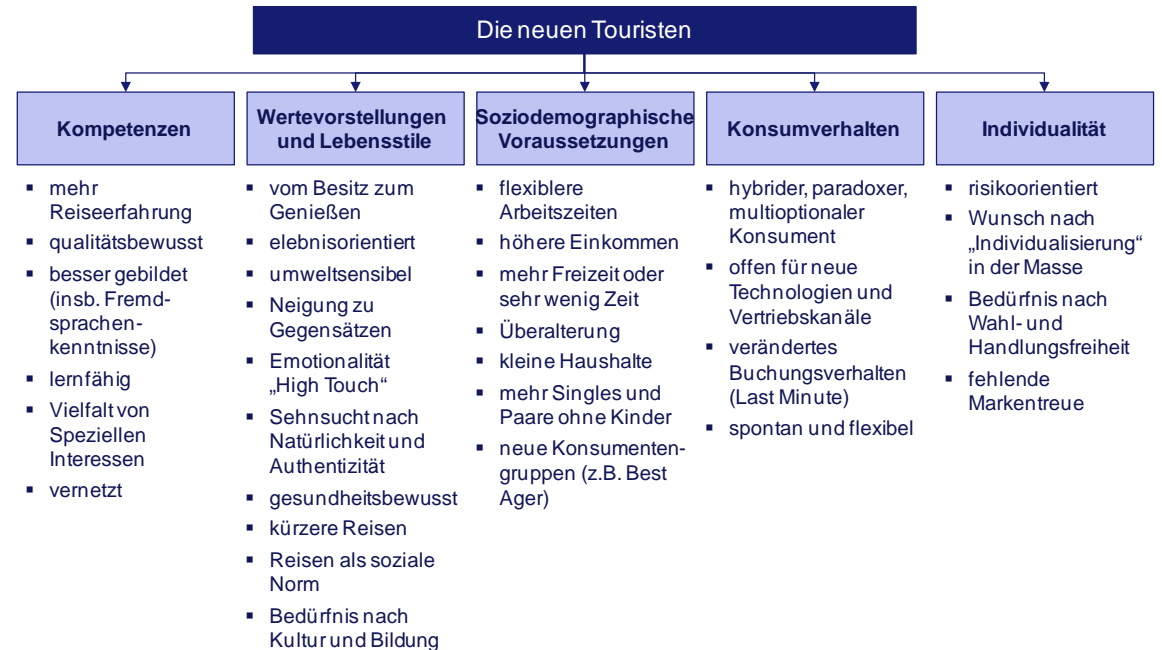 Die neuen Touristen
Kompetenzen
▪ mehr
Reiseerfahrung
▪ qualitätsbewusst
▪ besser gebildet
(insb. Fremd-
sprachen-
kenntnisse)
▪ lernfähig
▪ Vielfalt von
Speziellen
Interessen
▪ vernetzt
Wertevorstellungen
und Lebensstile
▪ vom Besitz zum
Genießen
▪ elebnisorientiert
▪ umweltsensibel
▪ Neigung zu
Gegensätzen
▪ Emotionalität
„High Touch“
▪ Sehnsucht nach
Natürlichkeit und
Authentizität
▪ gesundheitsbewusst
▪ kürzere Reisen
▪ Reisen als soziale
Norm
▪ Bedürfnis nach
Kultur und Bildung
Soziodemographische
Voraussetzungen
▪ flexiblere
Arbeitszeiten
▪ höhere Einkommen
▪ mehr Freizeit oder
sehr wenig Zeit
▪ Überalterung
▪ kleine Haushalte
▪ mehr Singles und
Paare ohne Kinder
▪ neue Konsumenten-
gruppen (z.B. Best
Ager)
Konsumverhalten
▪ hybrider, paradoxer,
multioptionaler
Konsument
▪ offen für neue
Technologien und
Vertriebskanäle
▪ verändertes
Buchungsverhalten
(Last Minute)
▪ spontan und flexibel
Individualität
▪ risikoorientiert
▪ Wunsch nach
„Individualisierung“
in der Masse
▪ Bedürfnis nach
Wahl- und
Handlungsfreiheit
▪ fehlende
Markentreue